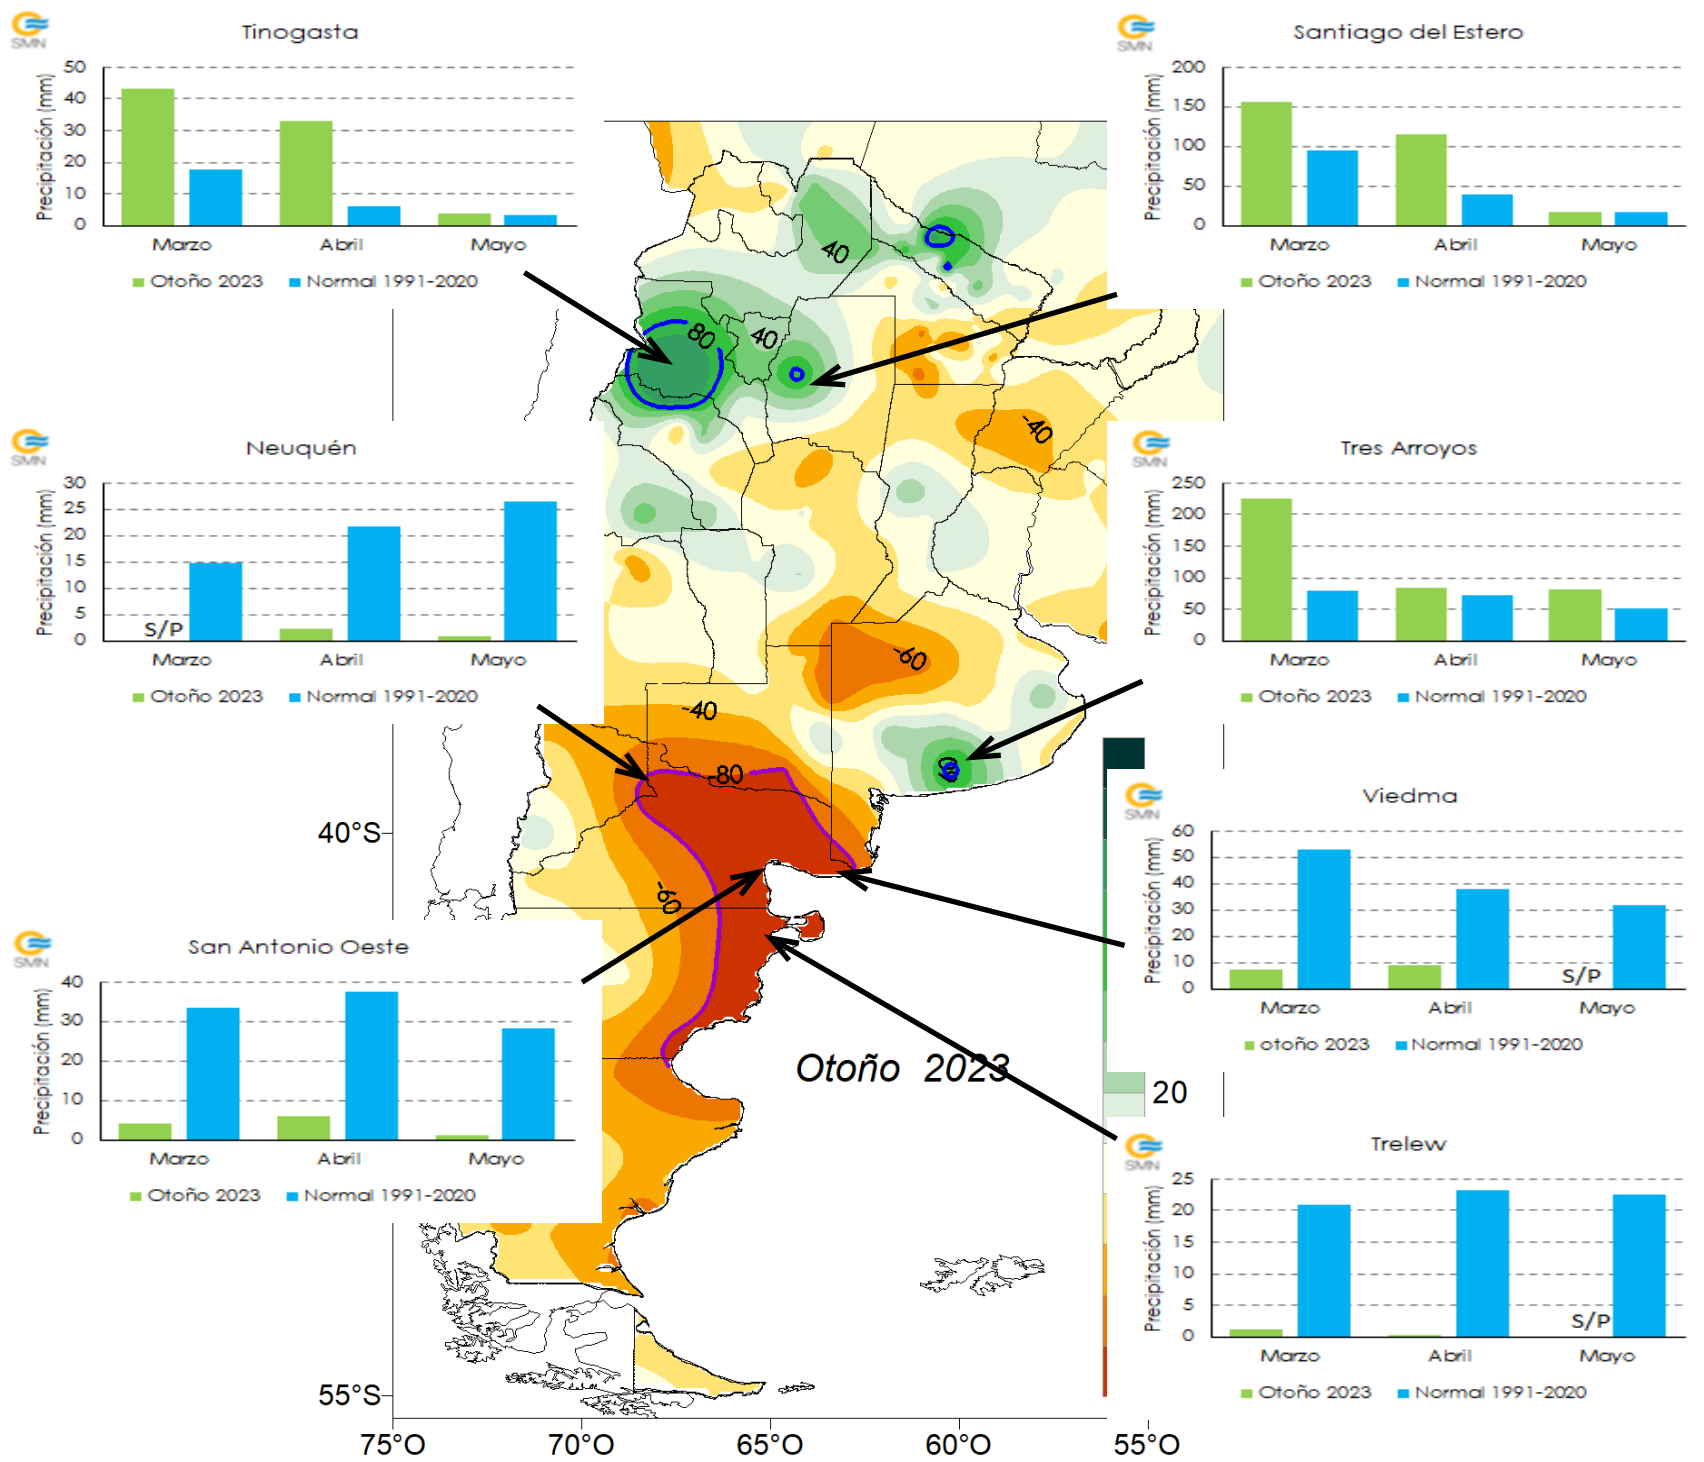 SMN
Tinogasta
Precipitación (mm)
50
40
30
20
10
0
Marzo Abril Mayo
Otoño 2023 Normal 1991-2020
SMN
Santiago del Estero
Precipitación (mm)
200
150
100
50
0
Marzo Abril Mayo
Otoño 2023 Normal 1991-2020
SMN
Neuquén
Precipitación (mm)
30
25
20
15
10
5
0
S/P
Marzo Abril Mayo
Otoño 2023 Normal 1991-2020
SMN
Tres Arroyos
Precipitación (mm)
250
200
150
100
50
0
Marzo Abril Mayo
Otoño 2023 Normal 1991-2020
SMN
Viedma
Precipitación (mm)
60
50
40
30
20
10
0
S/P
Marzo Abril Mayo
otoño 2023 Normal 1991-2020
SMN
San Antonio Oeste
Precipitación (mm)
40
30
20
10
0
Marzo Abril Mayo
Otoño 2023 Normal 1991-2020
SMN
Trelew
Precipitación (mm)
25
20
15
10
5
0
S/P
Marzo Abril Mayo
Otoño 2023 Normal 1991-2020
40
80
40
-40
-60
-40
-80
-60
40°S
55°S
Otoño 2023
20
75°O 70°O 65°O 60°O 55°O